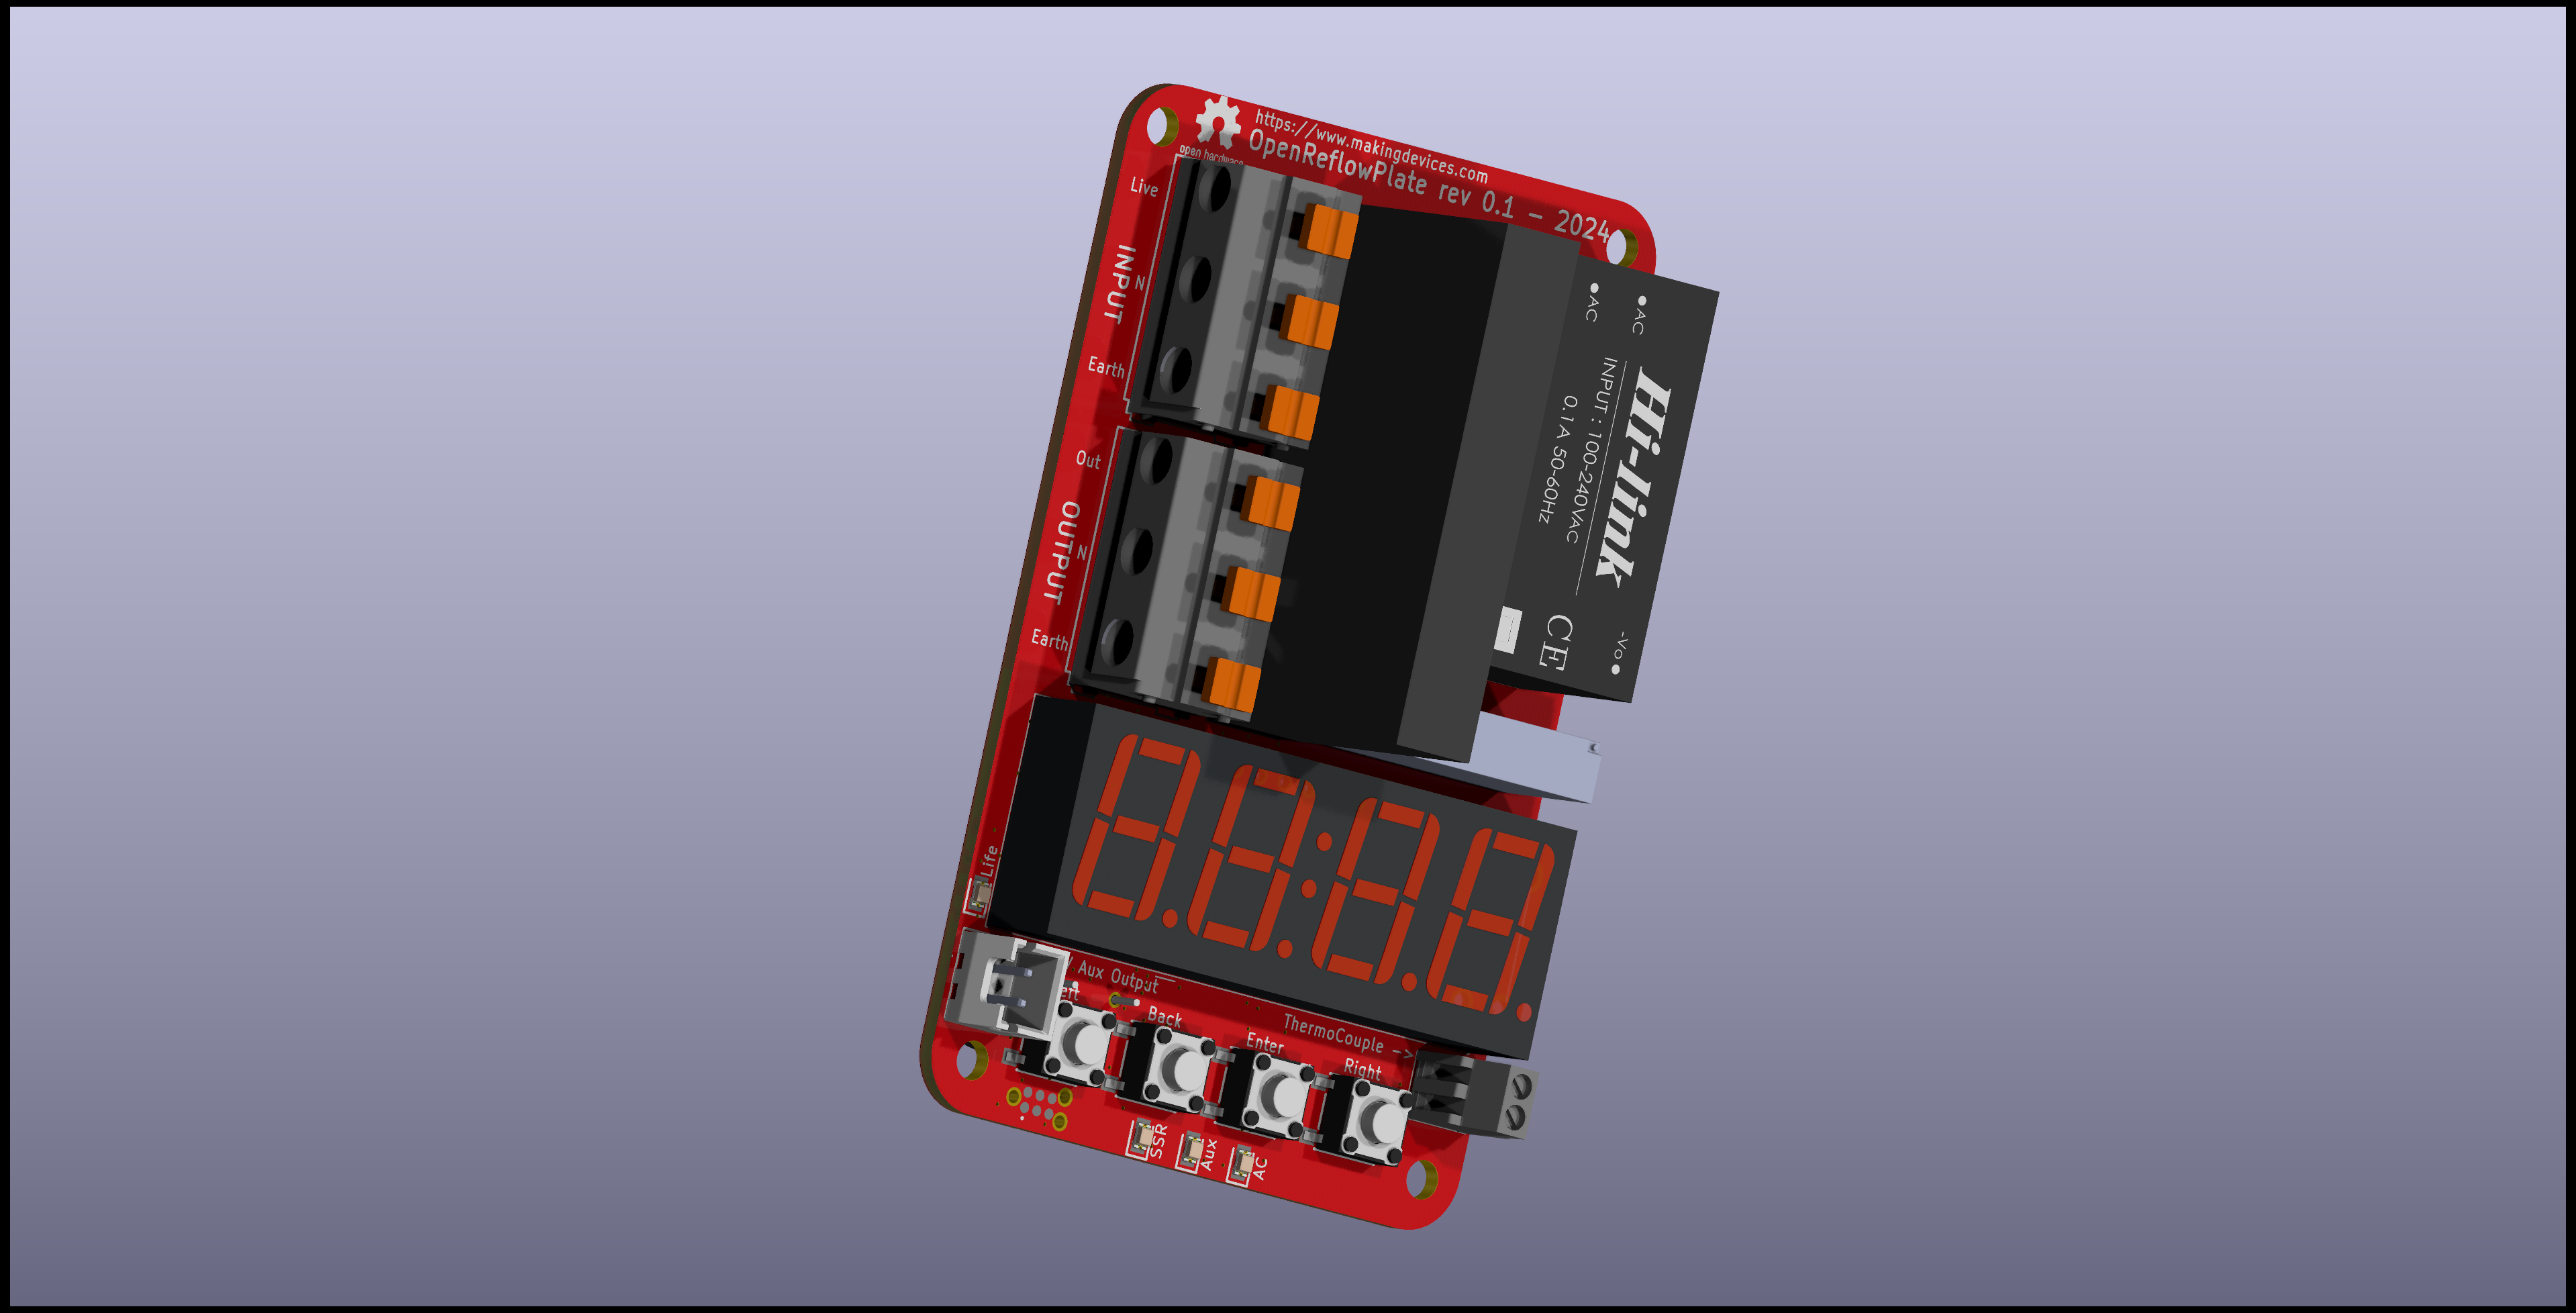 https://www.makingdevices.com
OpenReflowPlate rev 0.1 - 2024
open hardware
Live
INPUT
N
Earth
Out
OUTPUT
N
Earth
AC
AC
Hi-link
INPUT : 100-240VAC
0.1A 50-60Hz
CE
-Vo
Life
Aux Output
Back
Enter
Right
ThermoCouple ->
SSR
Aux
AC